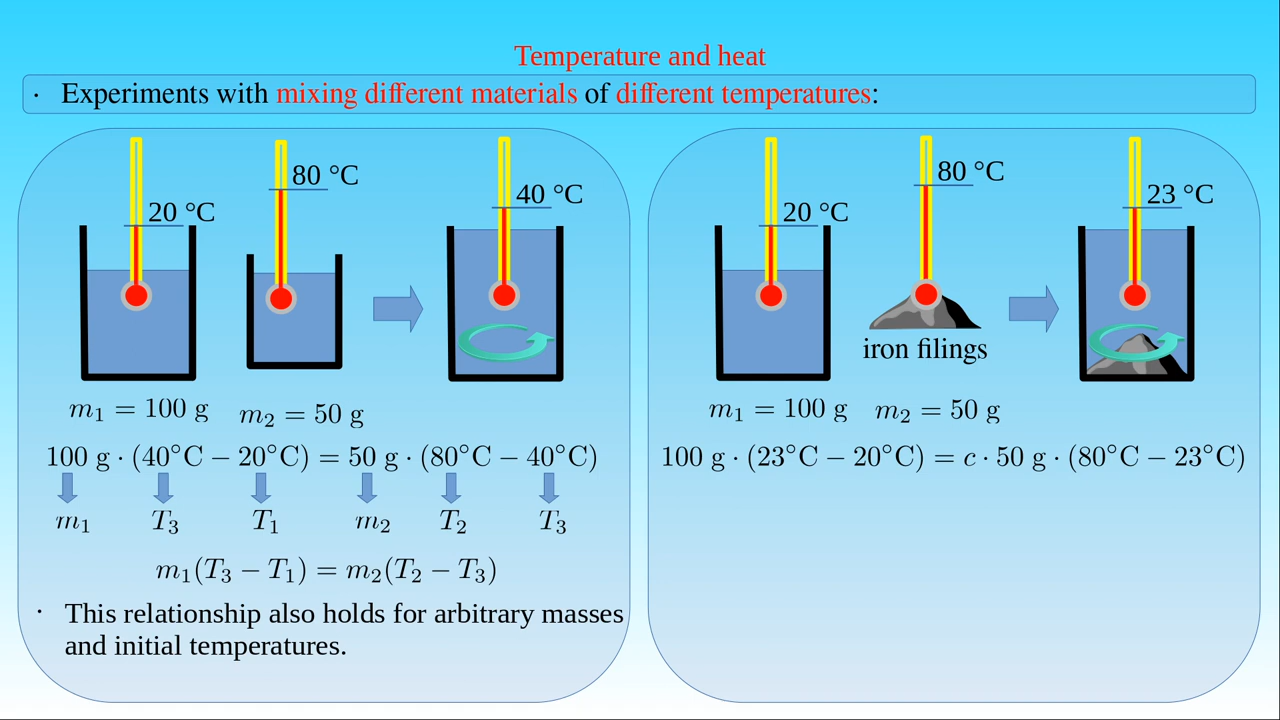 Temperature and heat
· Experiments with mixing different materials of different temperatures:
20 °C
80 °C
40 °C
m₁ = 100 g
m₂ = 50 g
100 g · (40°C − 20°C) = 50 g · (80°C − 40°C)
m₁ T₃ T₁ m₂ T₂ T₃
m₁(T₃ − T₁) = m₂(T₂ − T₃)
· This relationship also holds for arbitrary masses
and initial temperatures.
20 °C
80 °C
23 °C
iron filings
m₁ = 100 g
m₂ = 50 g
100 g · (23°C − 20°C) = c · 50 g · (80°C − 23°C)